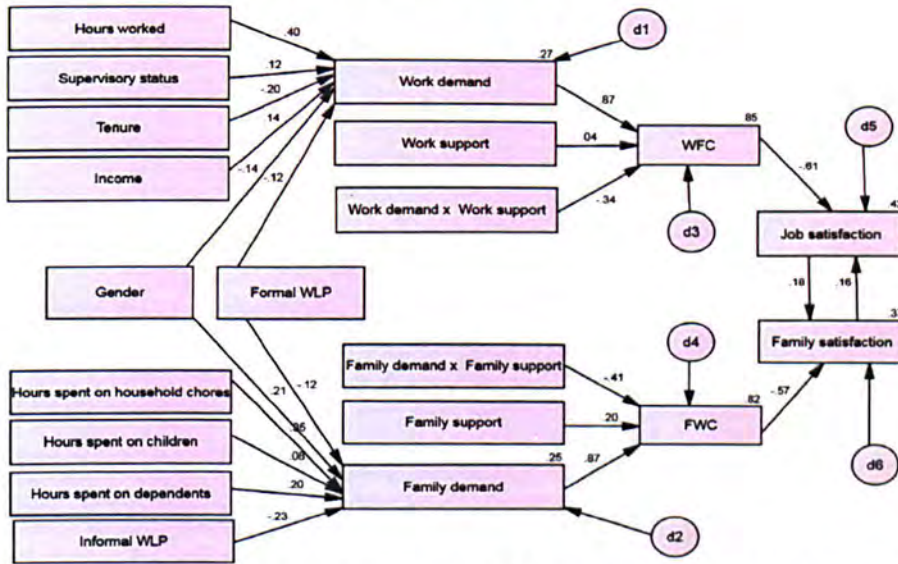 Hours worked
.40
d1
Supervisory status
.12
.27
Work demand
-.20
Tenure
.14
.87
Work support
.04
WFC
.85
d5
Income
-.14
-.12
-.61
Work demand x Work support
-.34
d3
Job satisfaction
Gender
Formal WLP
.18
.16
d4
Family satisfaction
Family demand x Family support
-.12
-.41
Hours spent on household chores
.21
.82
-.57
Family support
.20
FWC
Hours spent on children
.08
.25
.87
d6
Hours spent on dependents
.20
Family demand
-.23
Informal WLP
d2